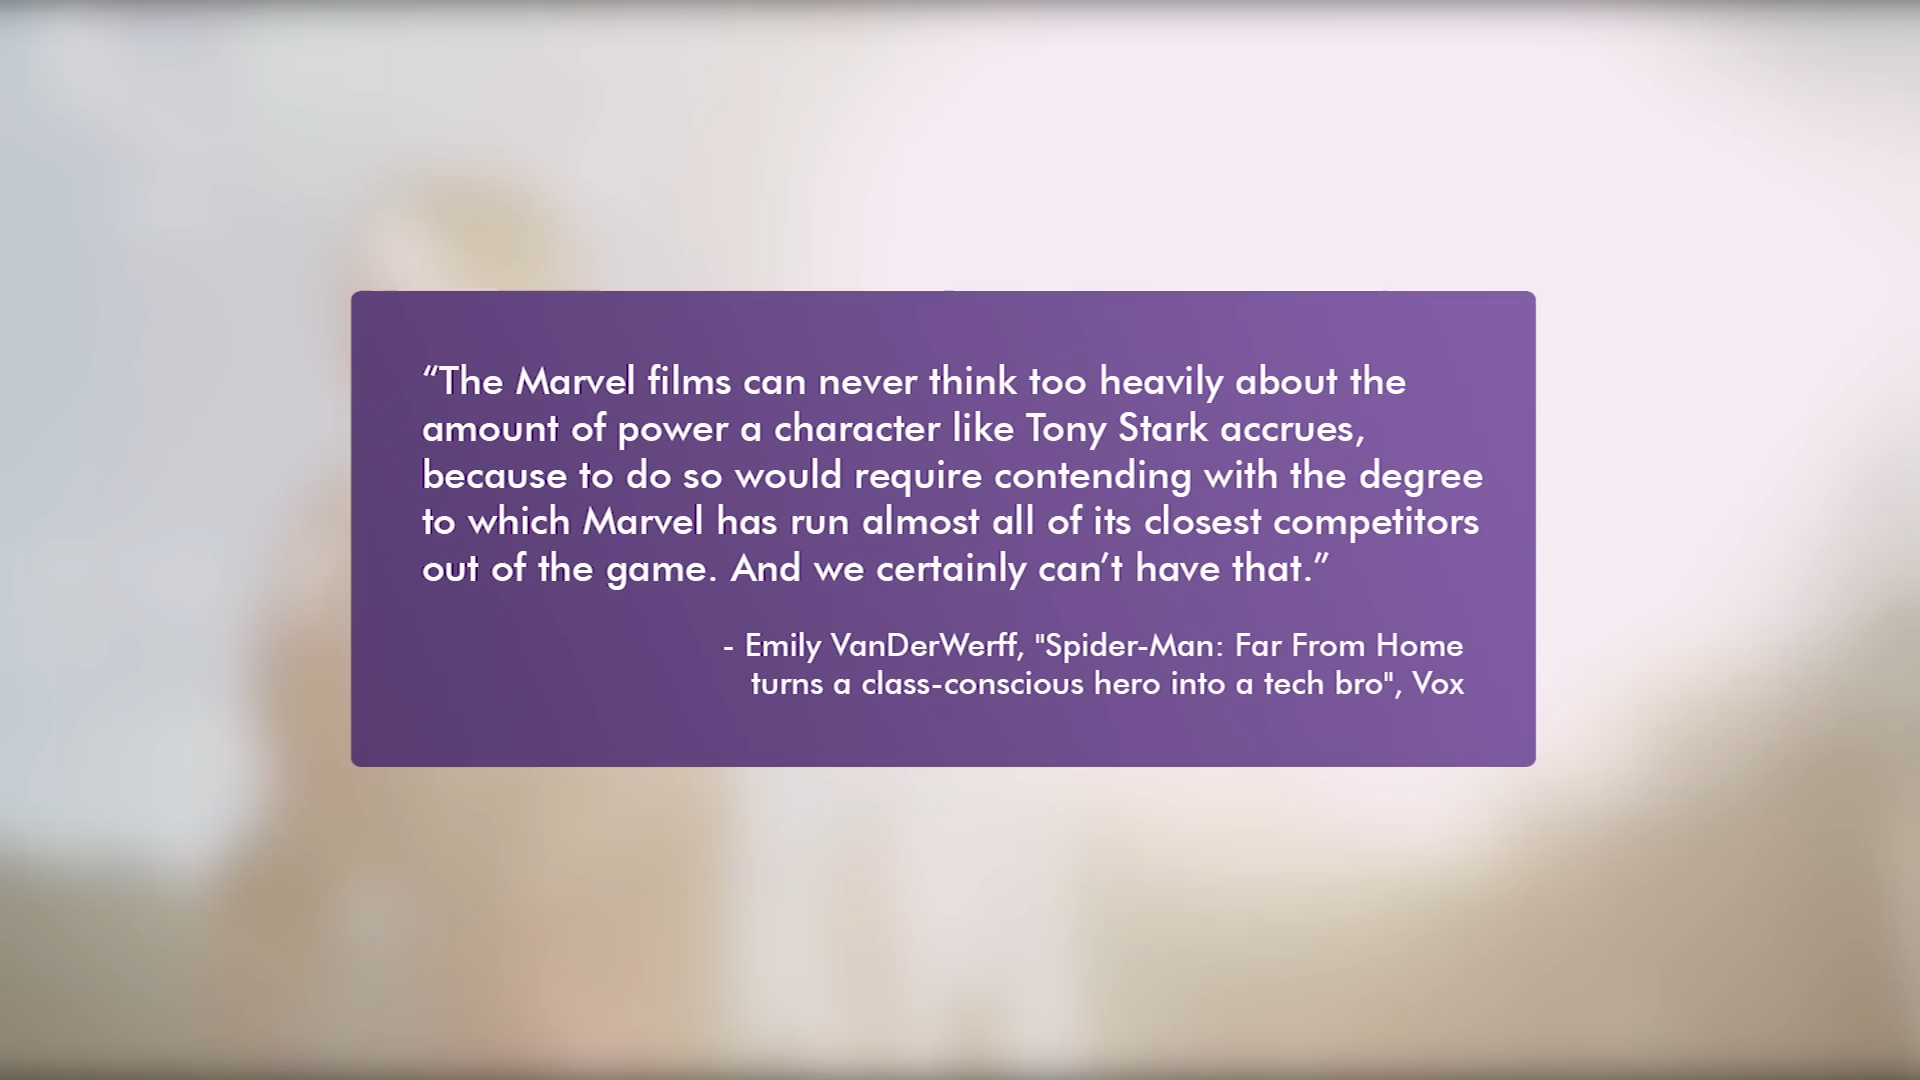 “The Marvel films can never think too heavily about the
amount of power a character like Tony Stark accrues,
because to do so would require contending with the degree
to which Marvel has run almost all of its closest competitors
out of the game. And we certainly can’t have that.”
- Emily VanDerWerff, "Spider-Man: Far From Home
turns a class-conscious hero into a tech bro", Vox